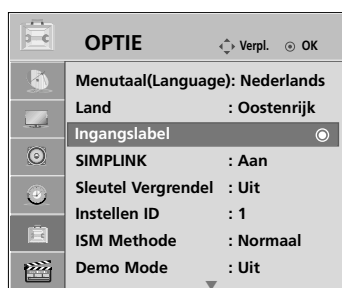 OPTIE Verpl. OK
Menutaal(Language): Nederlands
Land : Oostenrijk
Ingangslabel
SIMPLINK : Aan
Sleutel Vergrendel : Uit
Instellen ID : 1
ISM Methode : Normaal
Demo Mode : Uit